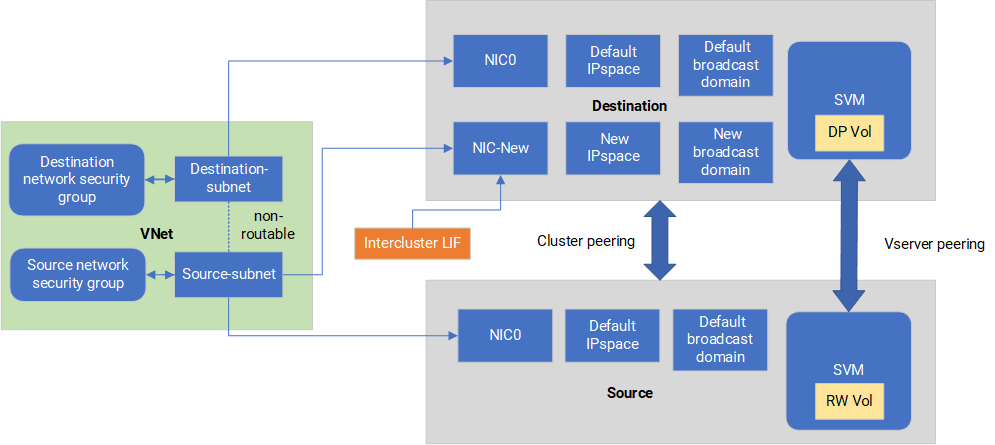 NIC0
Default
IPspace
Default
broadcast
domain
SVM
DP Vol
Destination
NIC-New
New
IPspace
New
broadcast
domain
Destination
network security
group
Destination-
subnet
VNet
non-
routable
Source network
security group
Source-subnet
Intercluster LIF
Cluster peering
Vserver peering
NIC0
Default
IPspace
Default
broadcast
domain
SVM
RW Vol
Source